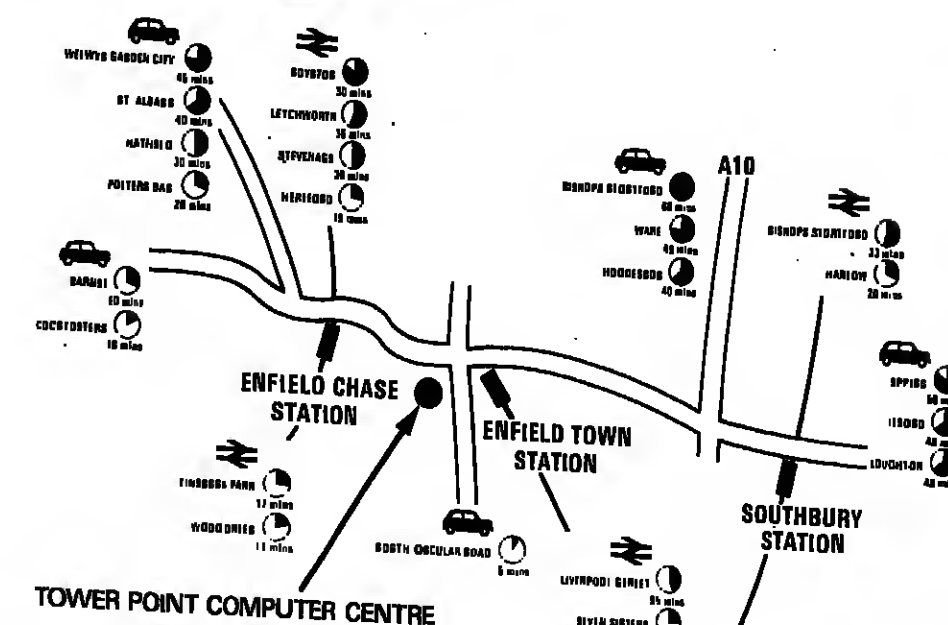 WELWYN GARDEN CITY
45 mins
ST ALBANS
40 mins
HATFIELD
30 mins
POTTERS BAR
20 mins
ROYSTON
50 mins
LETCHWORTH
36 mins
STEVENAGE
mins
HERTFORD
19 mins
BARNET
mins
COCKFOSTERS
mins
BISHOPS STORTFORD
60 mins
WARE
45 mins
HODDESDON
40 mins
A10
BISHOPS STORTFORD
33 mins
HARLOW
20 mins
EPPING
LOUGHTON
ENFIELD CHASE
STATION
ENFIELD TOWN
STATION
SOUTHBURY
STATION
FINSBURY PARK
17 mins
WOOD GREEN
11 mins
NORTH CIRCULAR ROAD
5 mins
LIVERPOOL STREET
mins
SEVEN SISTERS
TOWER POINT COMPUTER CENTRE